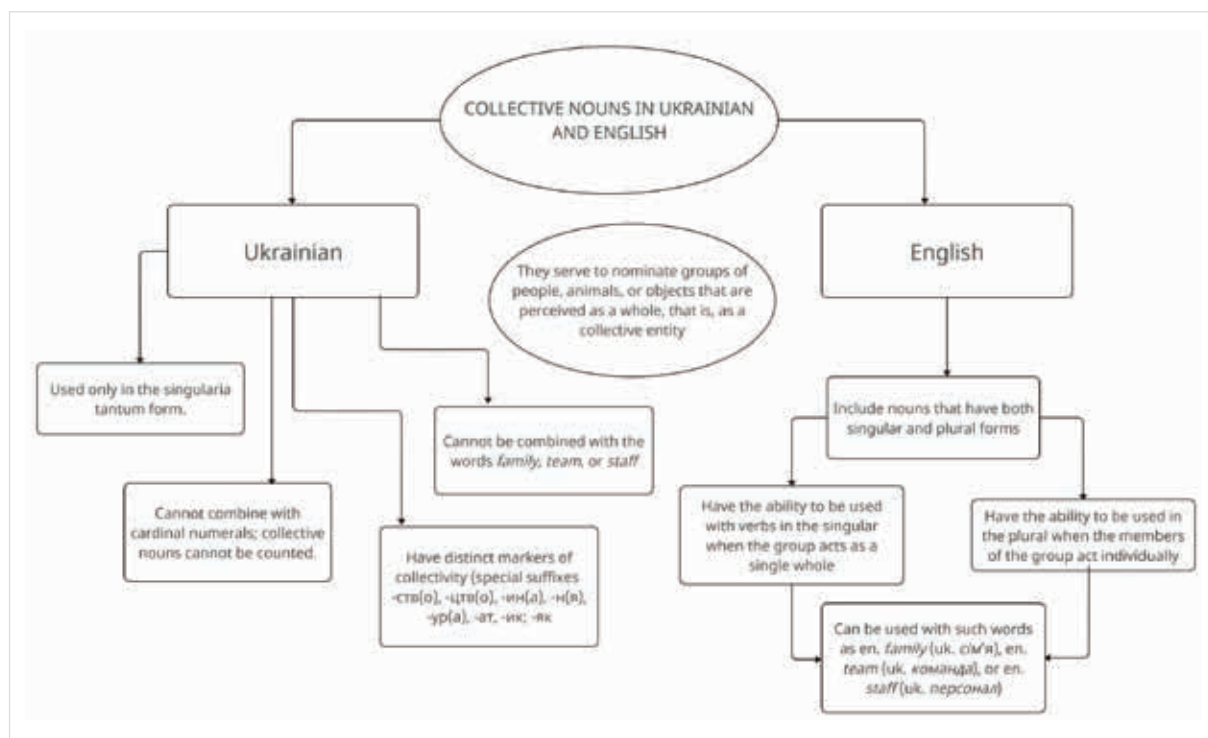 COLLECTIVE NOUNS IN UKRAINIAN
AND ENGLISH
Ukrainian
English
They serve to nominate groups of
people, animals, or objects that are
perceived as a whole, that is, as a
collective entity
Used only in the singularia
tantum form.
Cannot combine with
cardinal numerals; collective
nouns cannot be counted.
Have distinct markers of
collectivity (special suffixes
-ств(о), -цтв(о), -ин(а), -н(я),
-ур(а), -ат, -ик; -як
Cannot be combined with the
words family, team, or staff
Include nouns that have both
singular and plural forms
Have the ability to be used
with verbs in the singular
when the group acts as a
single whole
Have the ability to be used in
the plural when the members
of the group act individually
Can be used with such words
as en. family (uk. сім'я), en.
team (uk. команда), or en.
staff (uk. персонал)